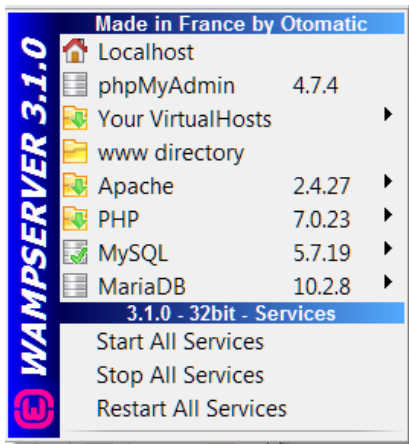 Made in France by Otomatic
WAMPSERVER 3.1.0
Localhost
phpMyAdmin 4.7.4
Your VirtualHosts
www directory
Apache 2.4.27
PHP 7.0.23
MySQL 5.7.19
MariaDB 10.2.8
3.1.0 - 32bit - Services
Start All Services
Stop All Services
Restart All Services